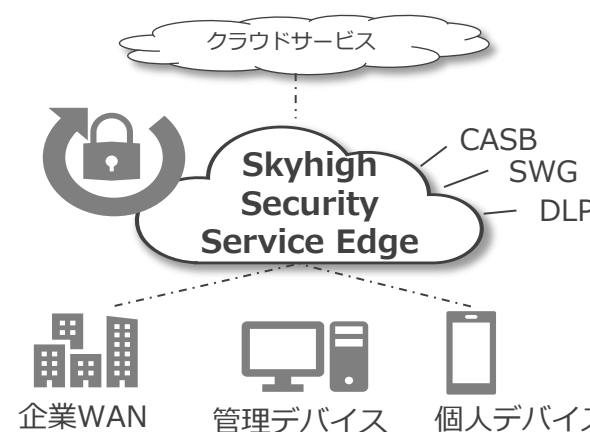 クラウドサービス
Skyhigh
Security
Service Edge
CASB
SWG
DLP
企業WAN
管理デバイス
個人デバイス